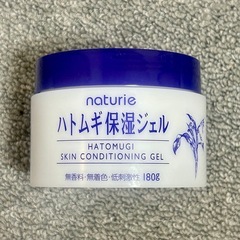 naturie
ハトムギ保湿ジェル
HATOMUGI
SKIN CONDITIONING GEL
無香料・無着色・低刺激性 180g